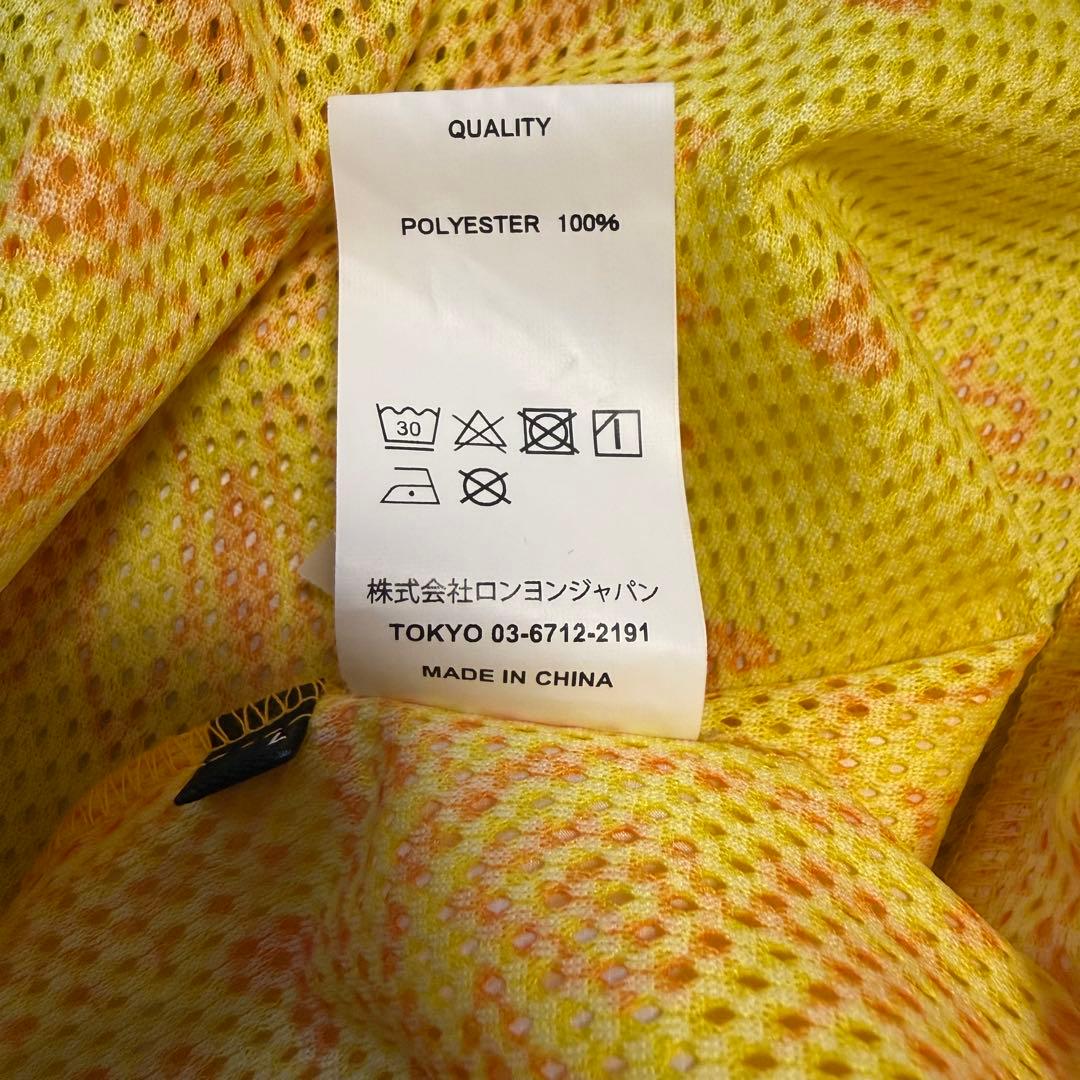 QUALITY
POLYESTER 100%
30
株式会社ロンヨンジャパン
TOKYO 03-6712-2191
MADE IN CHINA